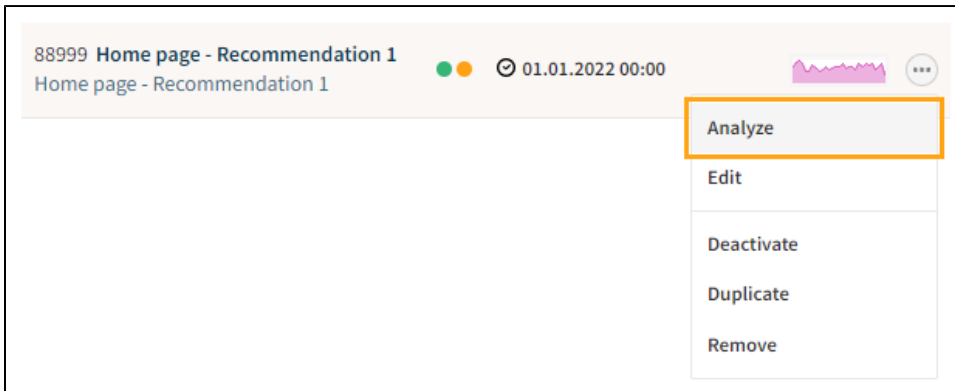 88999 Home page - Recommendation 1
Home page - Recommendation 1
01.01.2022 00:00
Analyze
Edit
Deactivate
Duplicate
Remove